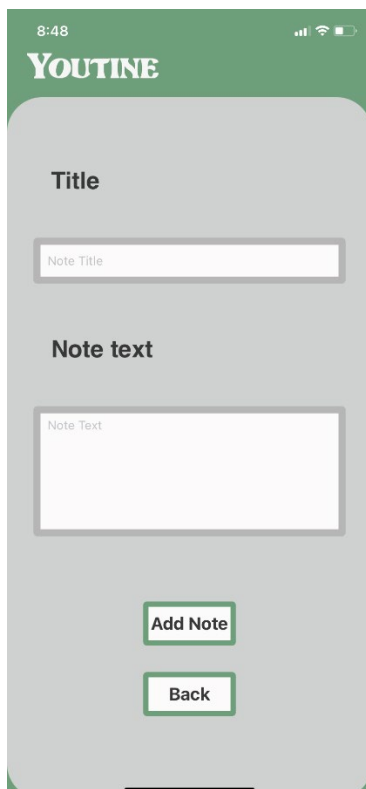 8:48
YOUTINE
Title
Note Title
Note text
Note Text
Add Note
Back